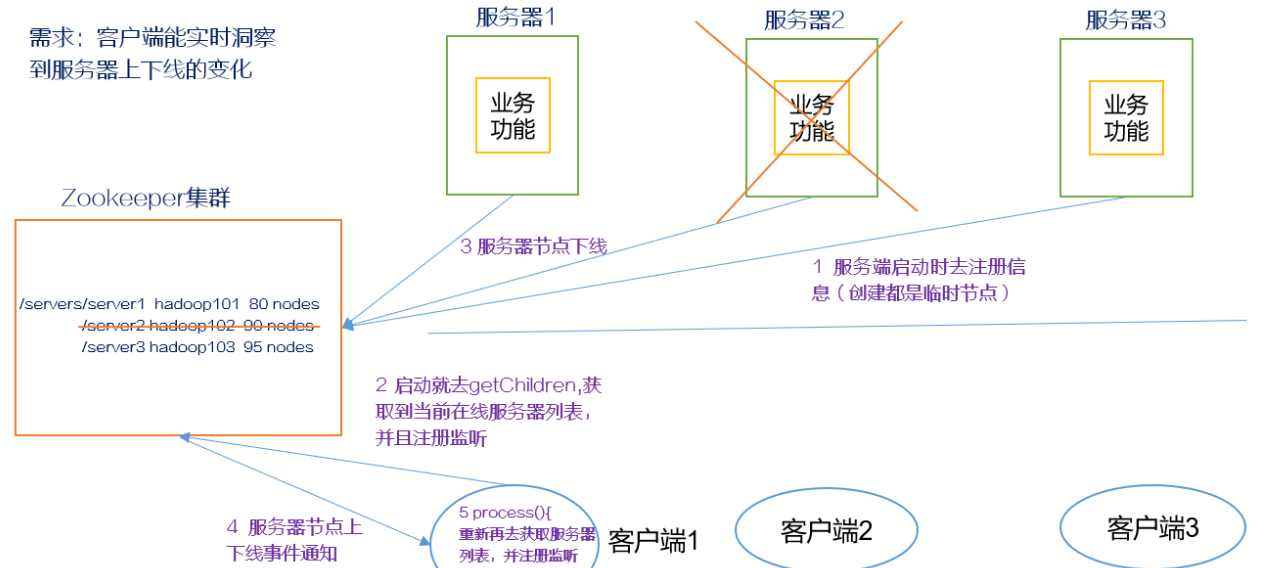 需求：客户端能实时洞察
到服务器上下线的变化
服务器1
服务器2
服务器3
业务
功能
业务
功能
业务
功能
Zookeeper集群
3 服务器节点下线
1 服务端启动时去注册信
息（创建都是临时节点）
/servers/server1 hadoop101 80 nodes
/server2 hadoop102 90 nodes
/server3 hadoop103 95 nodes
2 启动就去getChildren,获
取到当前在线服务器列表，
并且注册监听
4 服务器节点上
下线事件通知
5 process(){
重新再去获取服务器
列表，并注册监听
客户端1
客户端2
客户端3